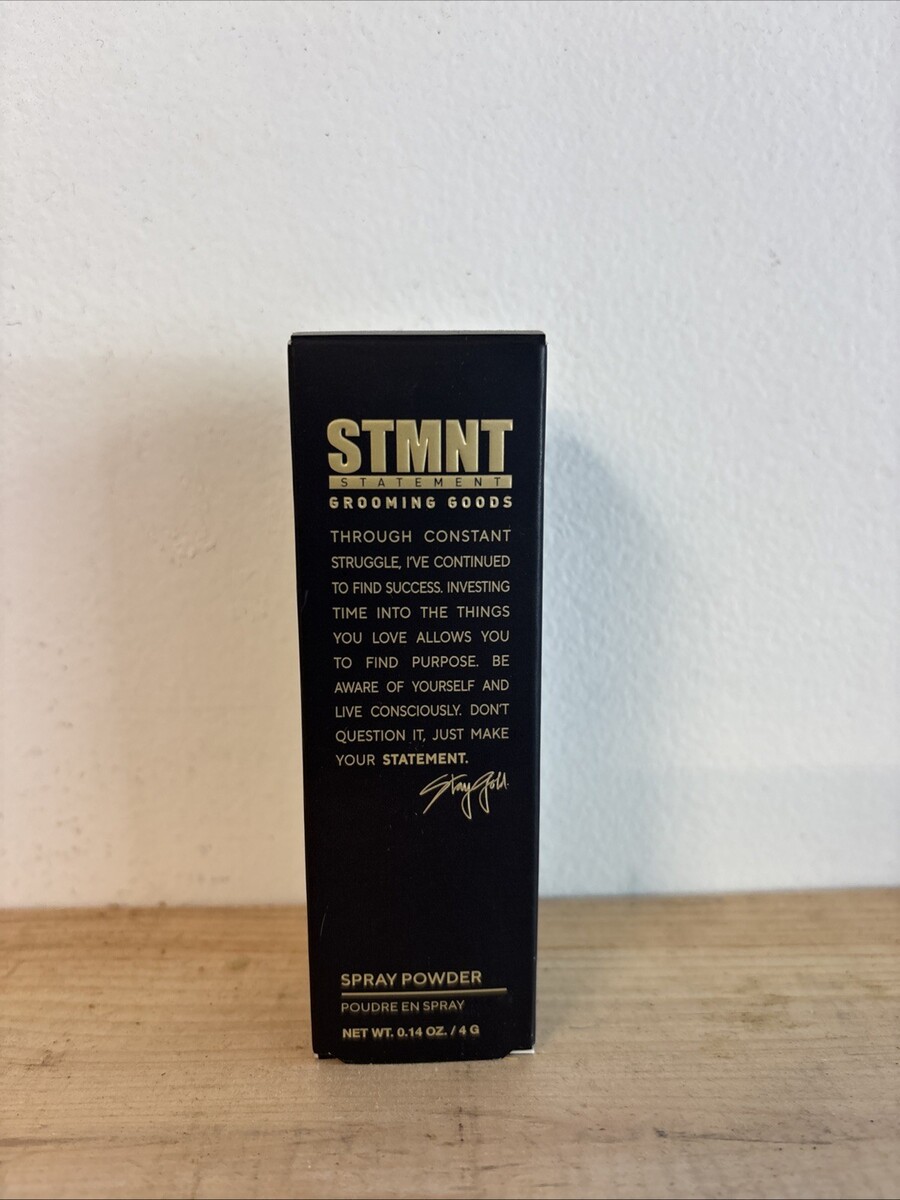 STMNT
STATEMENT
GROOMING GOODS
THROUGH CONSTANT
STRUGGLE, I'VE CONTINUED
TO FIND SUCCESS. INVESTING
TIME INTO THE THINGS
YOU LOVE ALLOWS YOU
TO FIND PURPOSE. BE
AWARE OF YOURSELF AND
LIVE CONSCIOUSLY. DON'T
QUESTION IT, JUST MAKE
YOUR STATEMENT.
StayGold.
SPRAY POWDER
POUDRE EN SPRAY
NET WT. 0.14 OZ. / 4 G